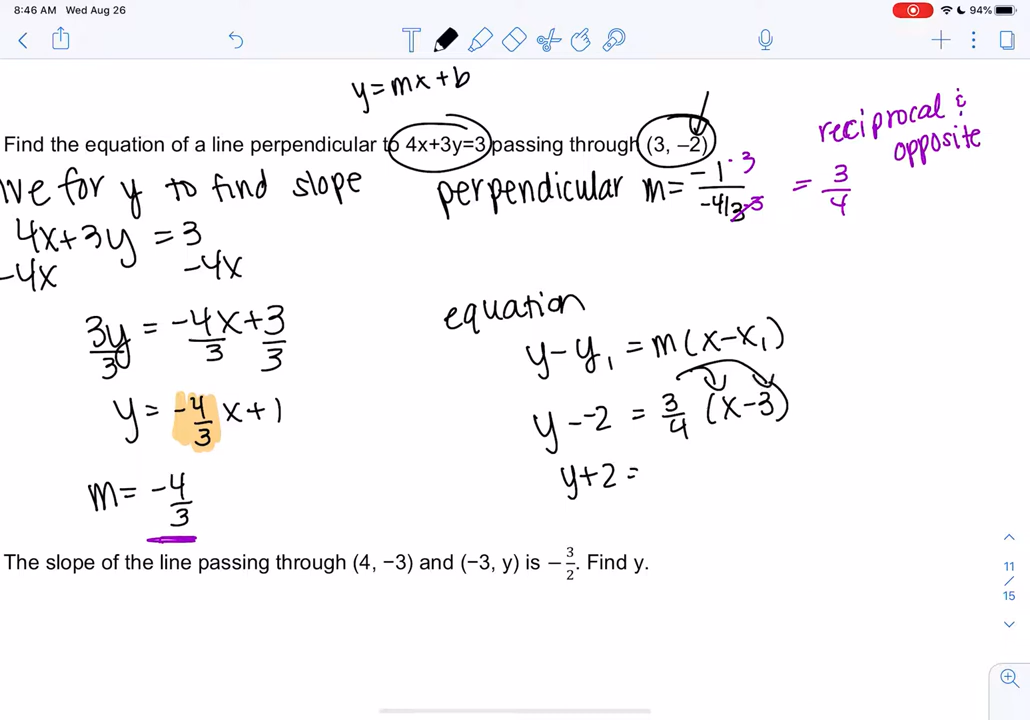 8:46 AM Wed Aug 26
94%
T
y=mx+b
Find the equation of a line perpendicular to 4x+3y=3 passing through (3, −2)
reciprocal &
opposite
ve for y to find slope
perpendicular m= -1·3 / -4/3·3 = 3/4
4x+3y=3
-4x -4x
equation
3y/3 = -4x/3+3/3
y-y₁=m(x-x₁)
y=-4/3x+1
y--2=3/4(x-3)
y+2=
m=-4/3
The slope of the line passing through (4, −3) and (−3, y) is −3/2. Find y.
11
/
15